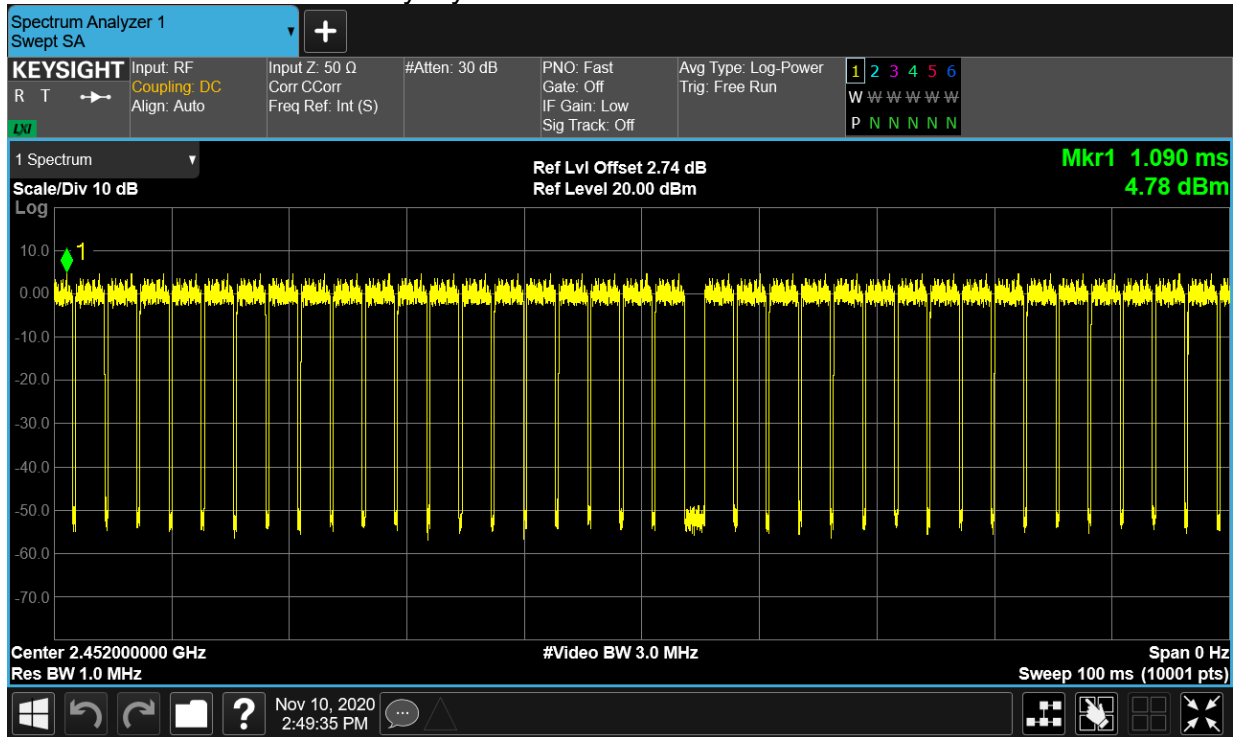 Spectrum Analyzer 1
Swept SA
+
KEYSIGHT Input: RF Input Z: 50 Ω #Atten: 30 dB PNO: Fast Avg Type: Log-Power 1 2 3 4 5 6
R T Coupling: DC Corr CCorr Gate: Off Trig: Free Run W W W W W W
Align: Auto Freq Ref: Int (S) IF Gain: Low
LXI Sig Track: Off P N N N N N
1 Spectrum Ref Lvl Offset 2.74 dB Mkr1 1.090 ms
Scale/Div 10 dB Ref Level 20.00 dBm 4.78 dBm
Log
10.0 1
0.00
-10.0
-20.0
-30.0
-40.0
-50.0
-60.0
-70.0
Center 2.452000000 GHz #Video BW 3.0 MHz Span 0 Hz
Res BW 1.0 MHz Sweep 100 ms (10001 pts)
? Nov 10, 2020
2:49:35 PM